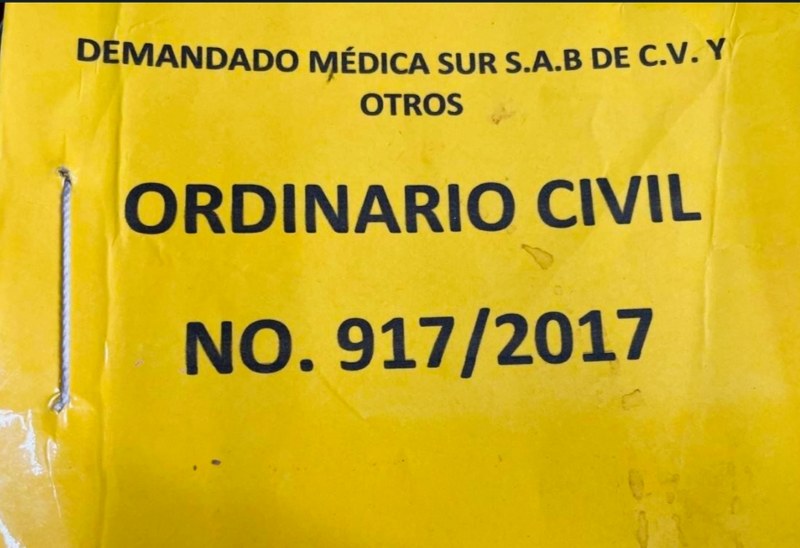 DEMANDADO MÉDICA SUR S.A.B DE C.V. Y
OTROS
ORDINARIO CIVIL
NO. 917/2017